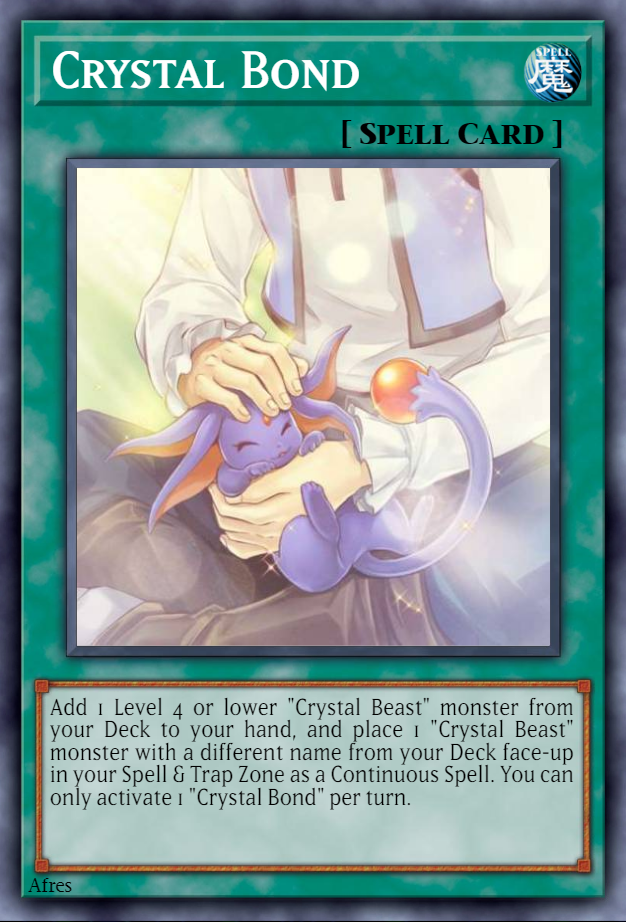 Crystal Bond
SPELL
魔
[ Spell Card ]
Add 1 Level 4 or lower "Crystal Beast" monster from
your Deck to your hand, and place 1 "Crystal Beast"
monster with a different name from your Deck face-up
in your Spell & Trap Zone as a Continuous Spell. You can
only activate 1 "Crystal Bond" per turn.
Afres